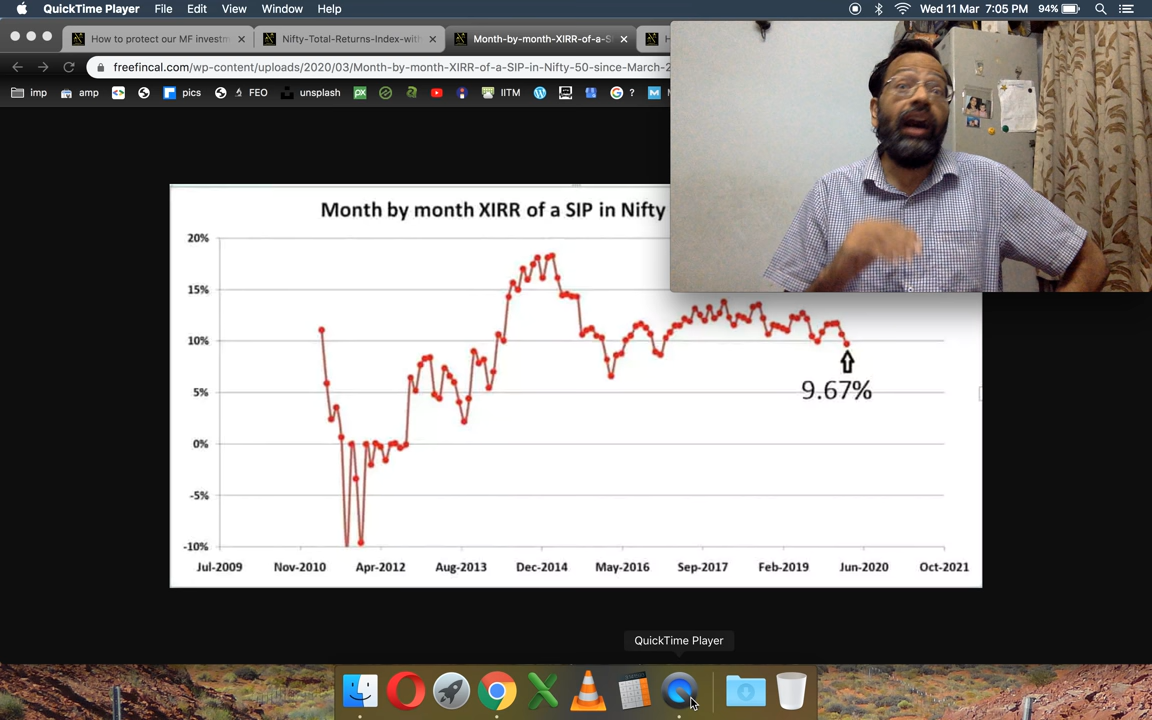 QuickTime Player File Edit View Window Help Wed 11 Mar 7:05 PM 94%
How to protect our MF investm Nifty-Total-Returns-Index-with Month-by-month-XIRR-of-a-S
freefincal.com/wp-content/uploads/2020/03/Month-by-month-XIRR-of-a-SIP-in-Nifty-50-since-March-2
imp amp pics FEO unsplash px IITM ?
Month by month XIRR of a SIP in Nifty
20%
15%
10%
5%
0%
-5%
-10%
9.67%
Jul-2009 Nov-2010 Apr-2012 Aug-2013 Dec-2014 May-2016 Sep-2017 Feb-2019 Jun-2020 Oct-2021
QuickTime Player